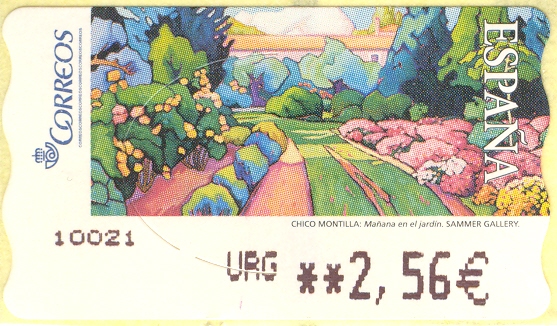 CORREOS
ESPAÑA
CHICO MONTILLA: Mañana en el jardín. SAMMER GALLERY.
10021
URG **2,56€